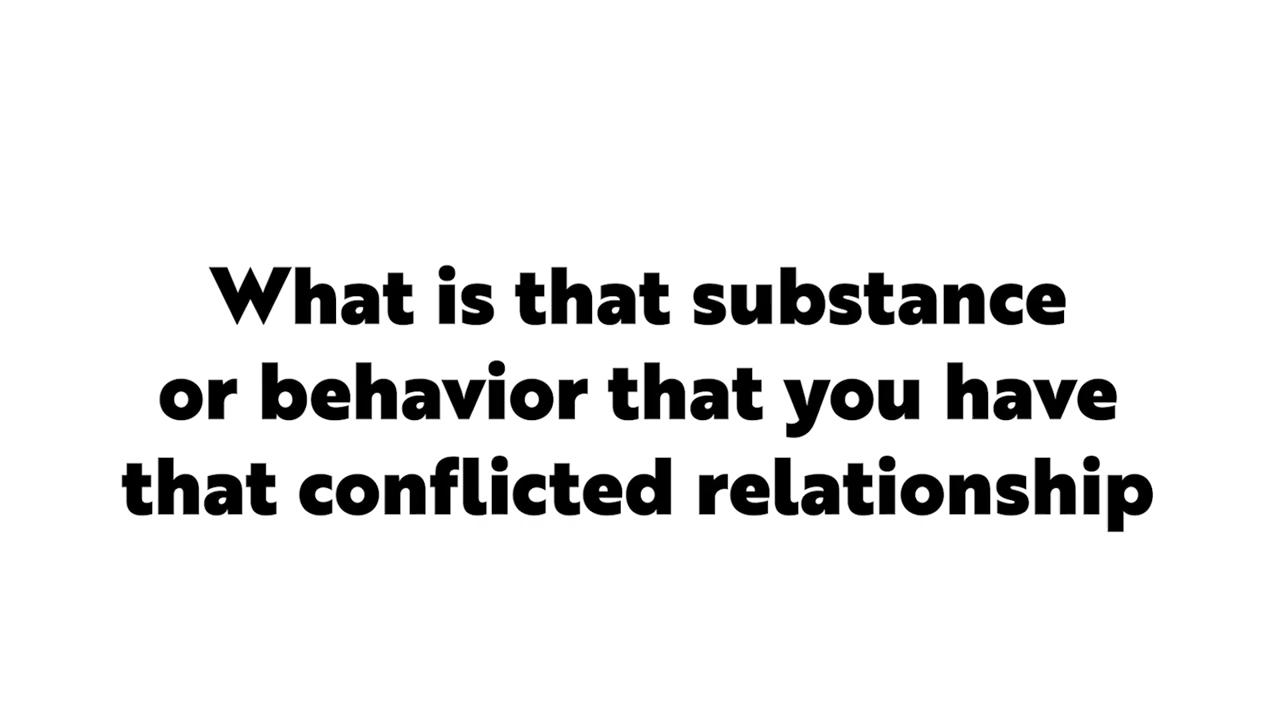 What is that substance
or behavior that you have
that conflicted relationship